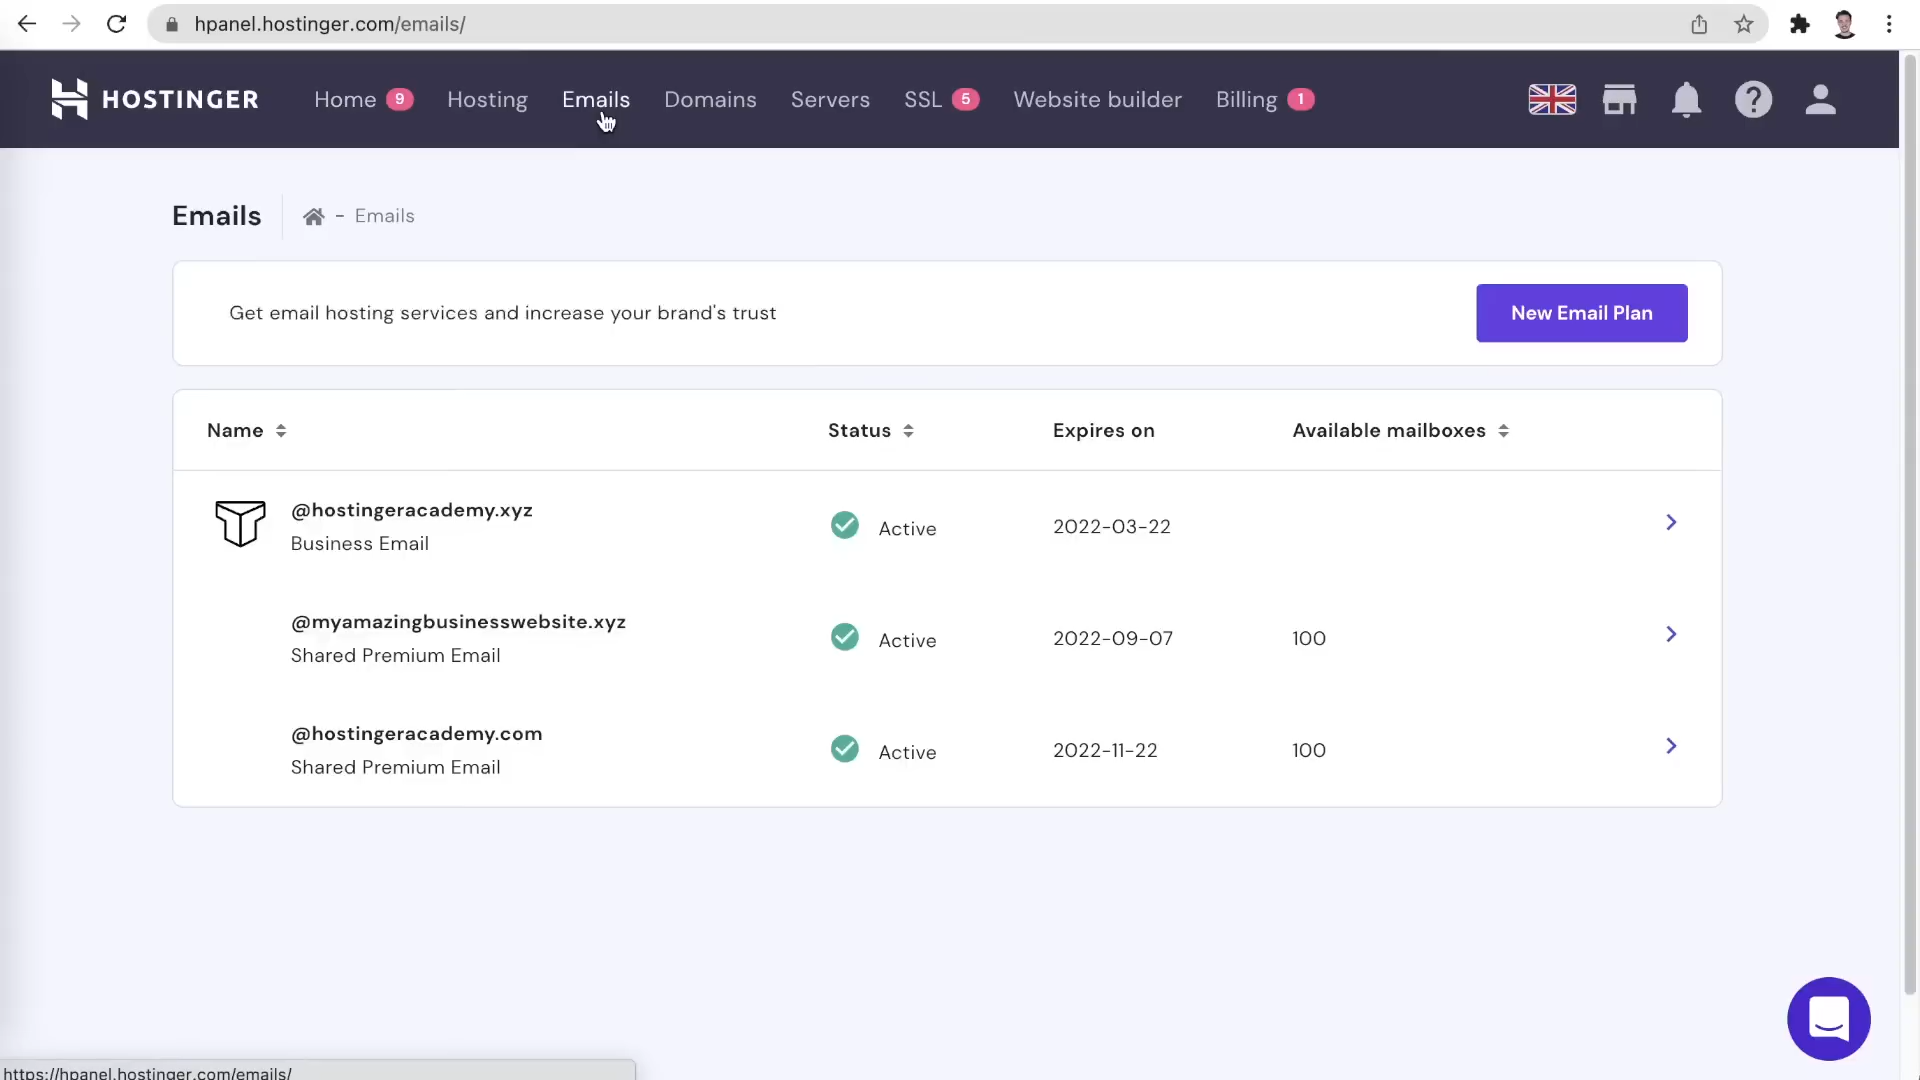 hpanel.hostinger.com/emails/
HOSTINGER Home 9 Hosting Emails Domains Servers SSL 5 Website builder Billing 1
Emails - Emails
Get email hosting services and increase your brand's trust New Email Plan
Name Status Expires on Available mailboxes
@hostingeracademy.xyz
Business Email Active 2022-03-22
@myamazingbusinesswebsite.xyz
Shared Premium Email Active 2022-09-07 100
@hostingeracademy.com
Shared Premium Email Active 2022-11-22 100
https://hpanel.hostinger.com/emails/